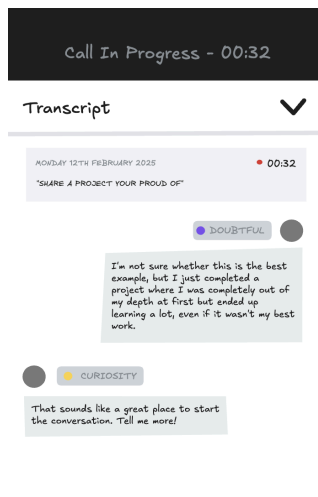 Call In Progress - 00:32
Transcript
MONDAY 12TH FEBRUARY 2025
00:32
"SHARE A PROJECT YOUR PROUD OF"
DOUBTFUL
I'm not sure whether this is the best
example, but I just completed a
project where I was completely out of
my depth at first but ended up
learning a lot, even if it wasn't my best
work.
CURIOSITY
That sounds like a great place to start
the conversation. Tell me more!